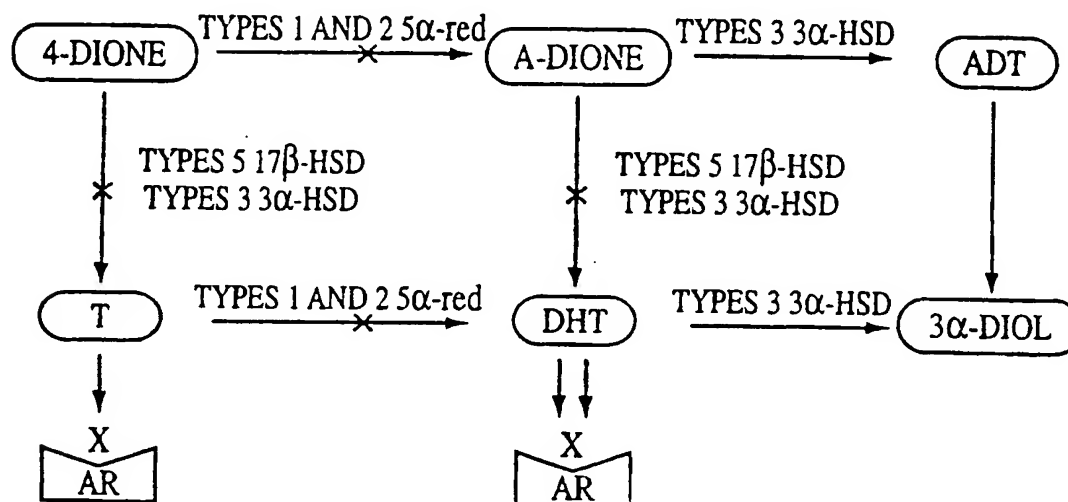 TYPES 1 AND 2 5α-red
TYPES 3 3α-HSD
4-DIONE
A-DIONE
ADT
TYPES 5 17β-HSD
TYPES 3 3α-HSD
TYPES 5 17β-HSD
TYPES 3 3α-HSD
TYPES 1 AND 2 5α-red
TYPES 3 3α-HSD
T
DHT
3α-DIOL
X
AR
X
AR